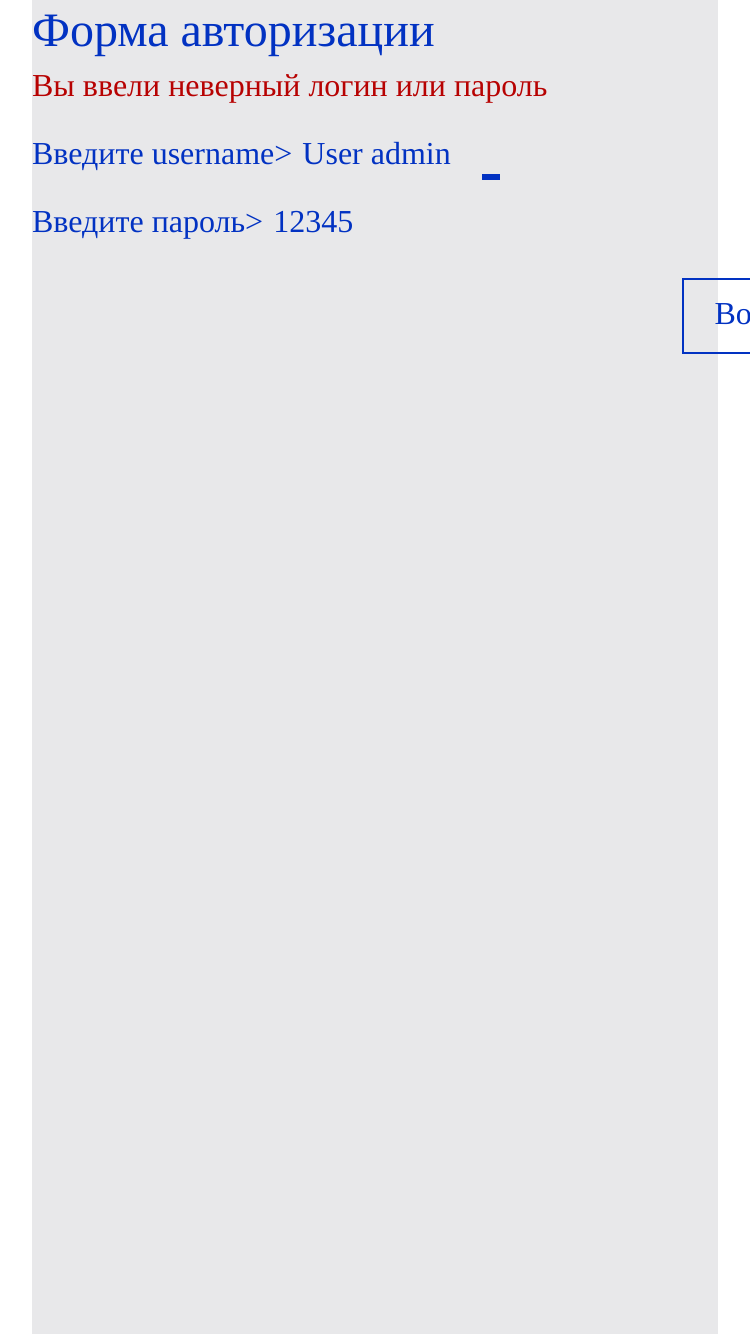 Форма авторизации
Вы ввели неверный логин или пароль
Введите username> User admin
Введите пароль> 12345
Во